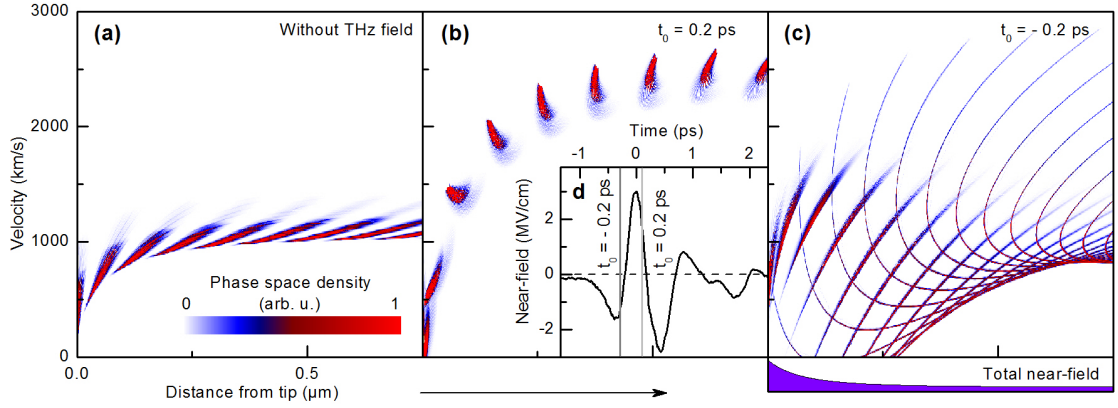 3000
2000
1000
0
Velocity (km/s)
(a)
Without THz field
Phase space density
(arb. u.)
0
1
0.0
0.5
Distance from tip (µm)
(b)
t0 = 0.2 ps
Time (ps)
-1
0
1
2
d
2
0
-2
Near-field (MV/cm)
t0 = - 0.2 ps
t0 = 0.2 ps
(c)
t0 = - 0.2 ps
Total near-field